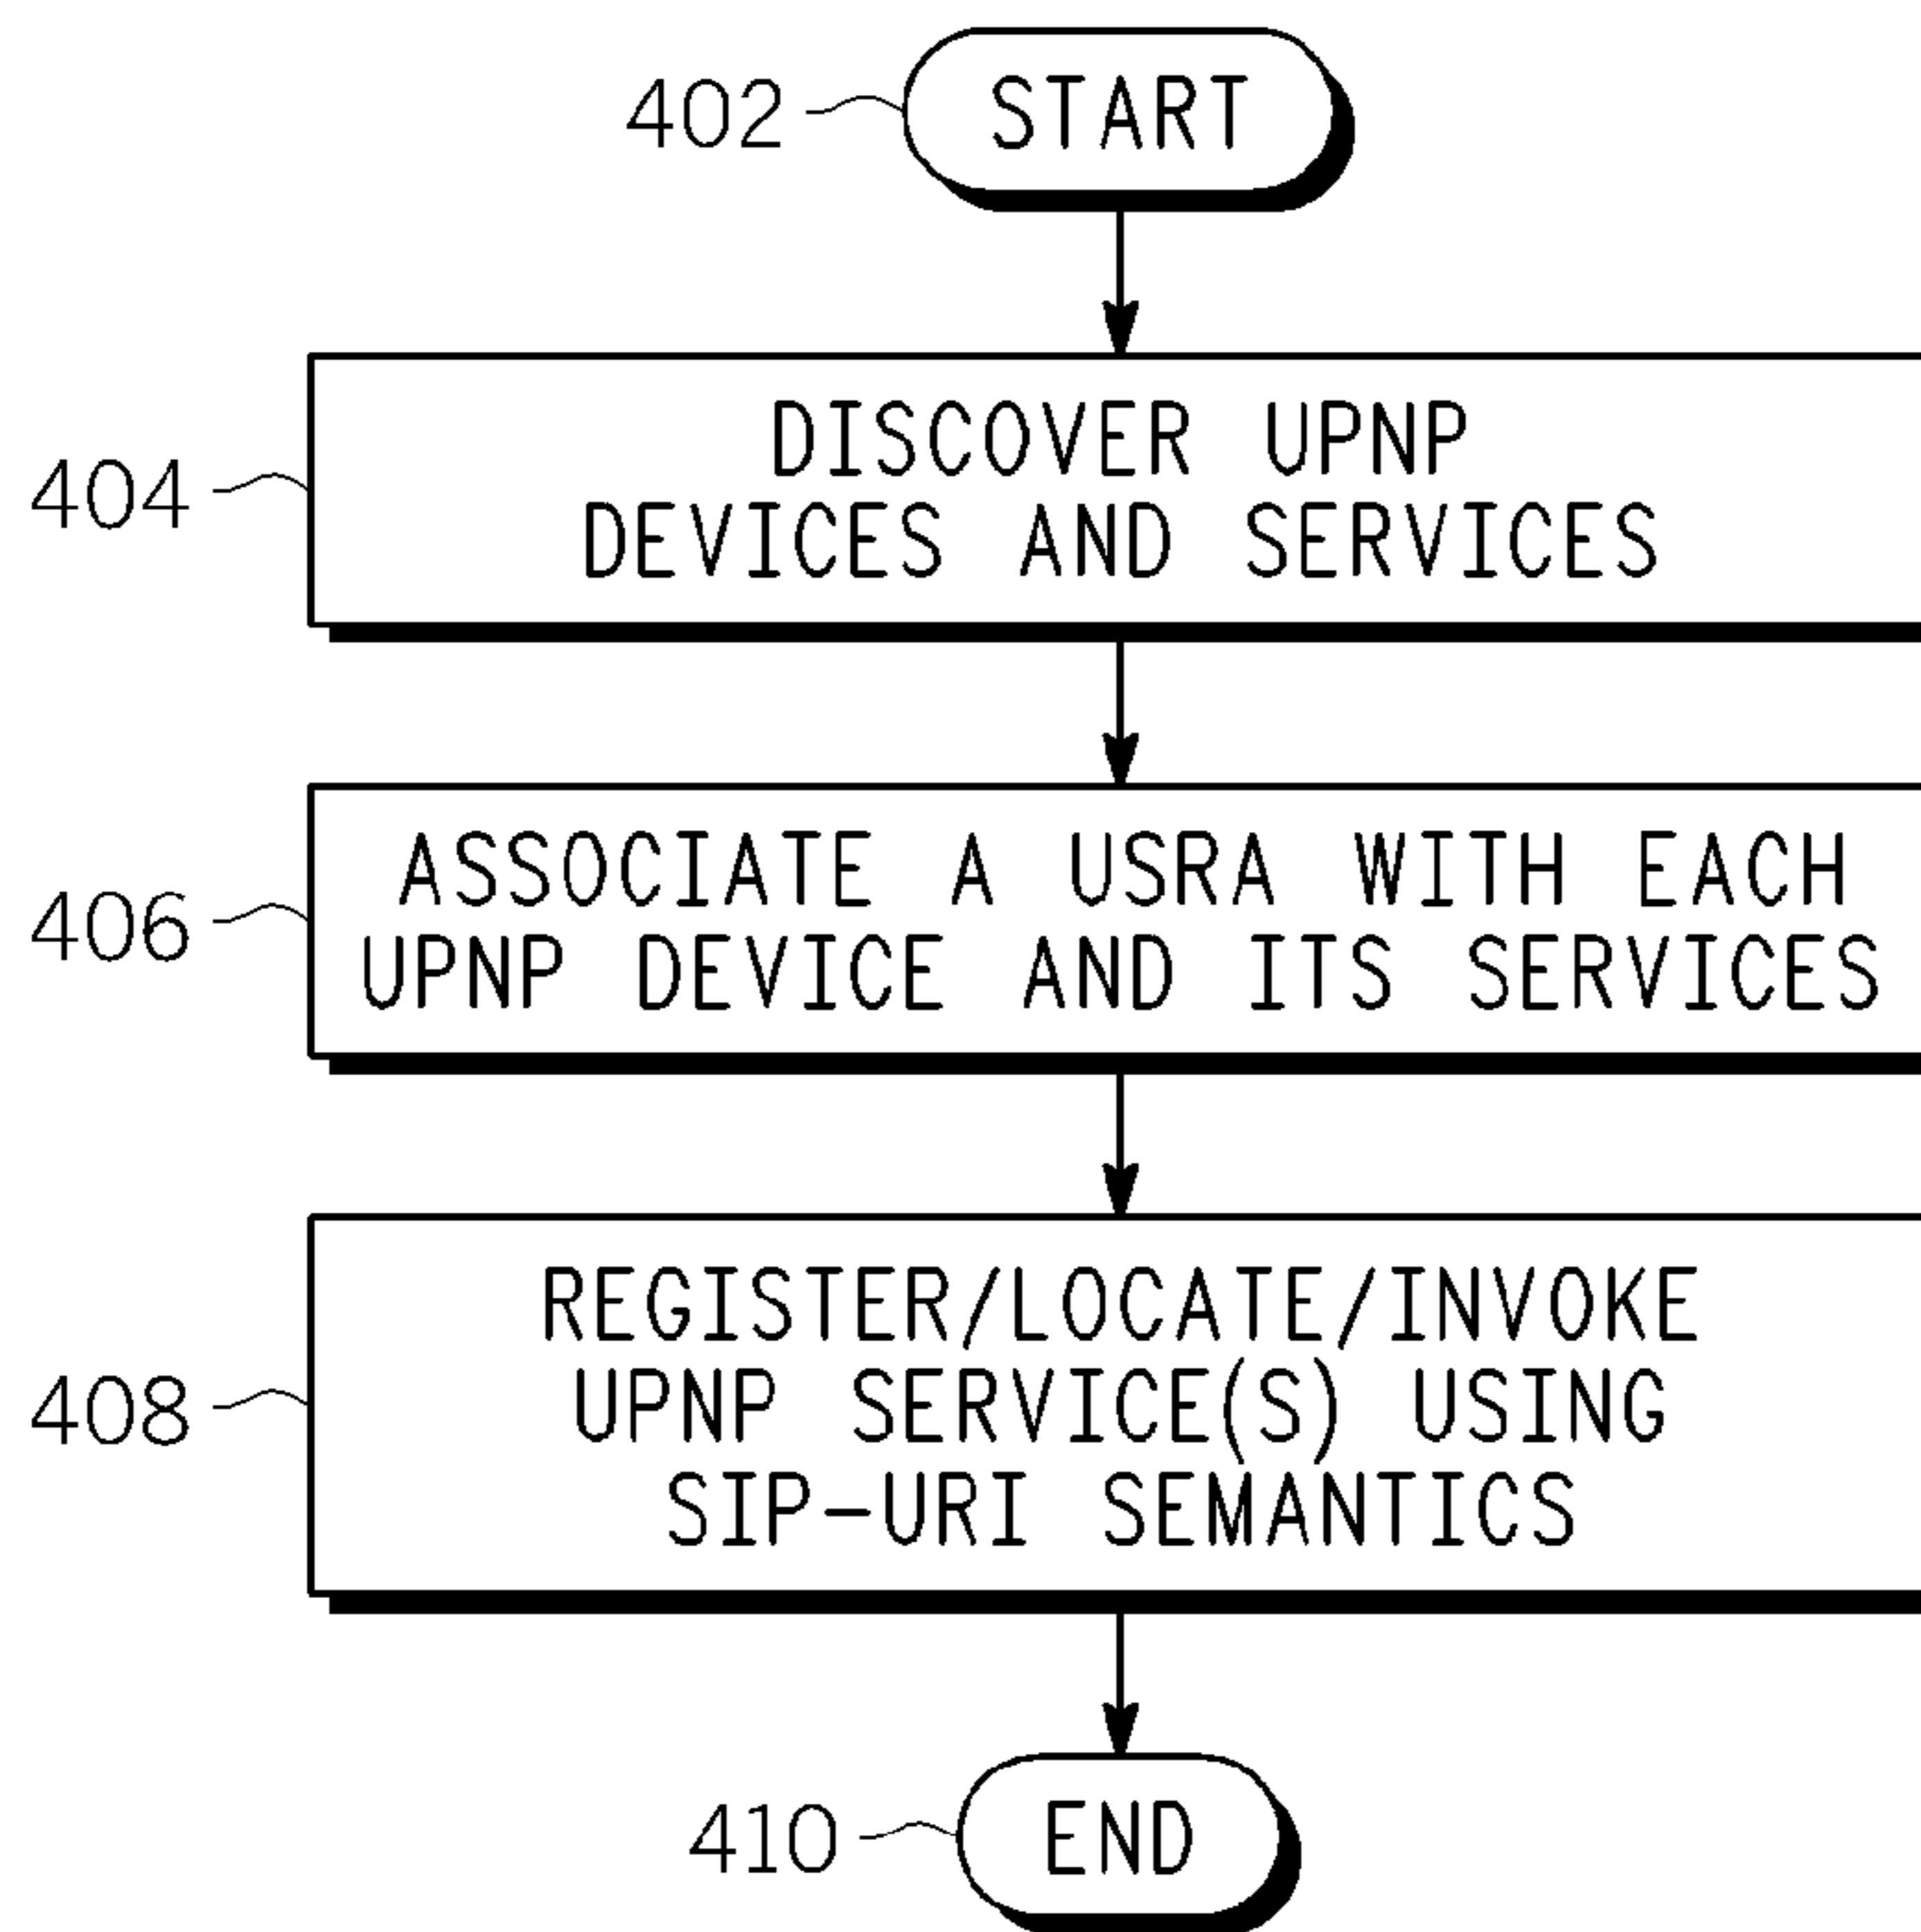 402
START
404
DISCOVER UPNP
DEVICES AND SERVICES
406
ASSOCIATE A USRA WITH EACH
UPNP DEVICE AND ITS SERVICES
408
REGISTER/LOCATE/INVOKE
UPNP SERVICE(S) USING
SIP-URI SEMANTICS
410
END